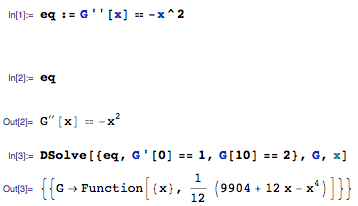 In[1]:= eq := G''[x] == -x^2
In[2]:= eq
Out[2]= G''[x] == -x²
In[3]:= DSolve[{eq, G'[0] == 1, G[10] == 2}, G, x]
Out[3]= {{G → Function[{x}, 1/12 (9904 + 12 x - x⁴)]}}